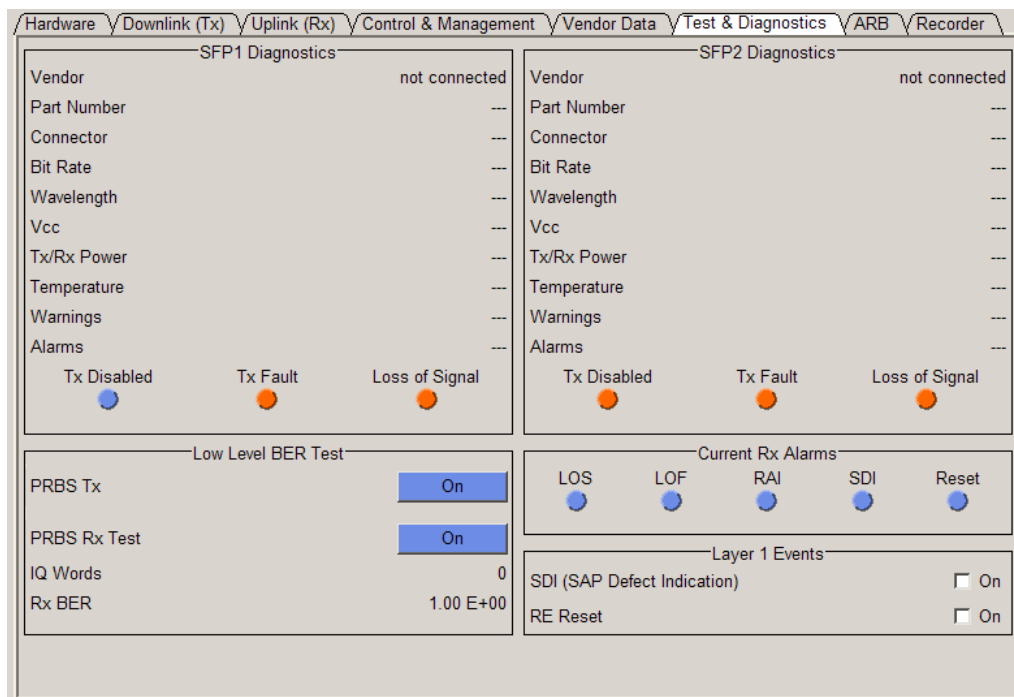 Hardware Downlink (Tx) Uplink (Rx) Control & Management Vendor Data Test & Diagnostics ARB Recorder
SFP1 Diagnostics
Vendor not connected
Part Number ---
Connector ---
Bit Rate ---
Wavelength ---
Vcc ---
Tx/Rx Power ---
Temperature ---
Warnings ---
Alarms ---
Tx Disabled Tx Fault Loss of Signal
SFP2 Diagnostics
Vendor not connected
Part Number ---
Connector ---
Bit Rate ---
Wavelength ---
Vcc ---
Tx/Rx Power ---
Temperature ---
Warnings ---
Alarms ---
Tx Disabled Tx Fault Loss of Signal
Low Level BER Test
PRBS Tx On
PRBS Rx Test On
IQ Words 0
Rx BER 1.00 E+00
Current Rx Alarms
LOS LOF RAI SDI Reset
Layer 1 Events
SDI (SAP Defect Indication) On
RE Reset On